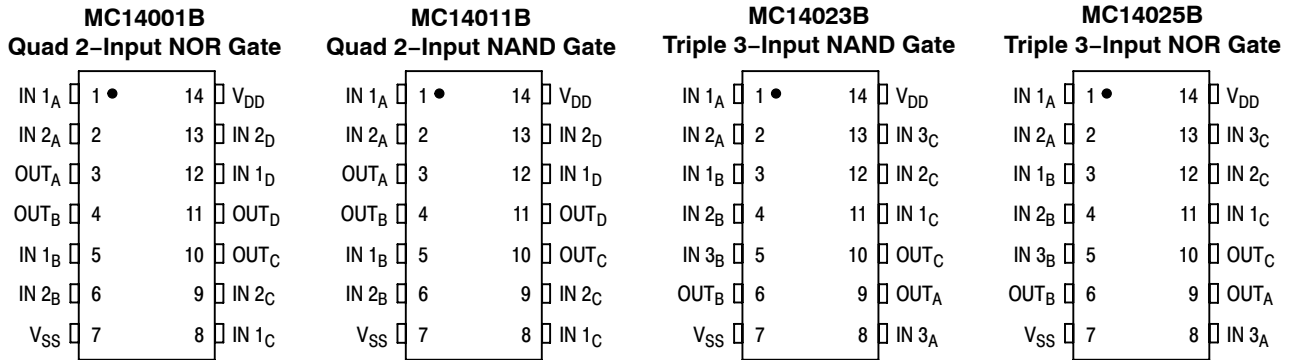 MC14001B
Quad 2–Input NOR Gate
IN 1A 1 14 VDD
IN 2A 2 13 IN 2D
OUTA 3 12 IN 1D
OUTB 4 11 OUTD
IN 1B 5 10 OUTC
IN 2B 6 9 IN 2C
VSS 7 8 IN 1C
MC14011B
Quad 2–Input NAND Gate
IN 1A 1 14 VDD
IN 2A 2 13 IN 2D
OUTA 3 12 IN 1D
OUTB 4 11 OUTD
IN 1B 5 10 OUTC
IN 2B 6 9 IN 2C
VSS 7 8 IN 1C
MC14023B
Triple 3–Input NAND Gate
IN 1A 1 14 VDD
IN 2A 2 13 IN 3C
IN 1B 3 12 IN 2C
IN 2B 4 11 IN 1C
IN 3B 5 10 OUTC
OUTB 6 9 OUTA
VSS 7 8 IN 3A
MC14025B
Triple 3–Input NOR Gate
IN 1A 1 14 VDD
IN 2A 2 13 IN 3C
IN 1B 3 12 IN 2C
IN 2B 4 11 IN 1C
IN 3B 5 10 OUTC
OUTB 6 9 OUTA
VSS 7 8 IN 3A